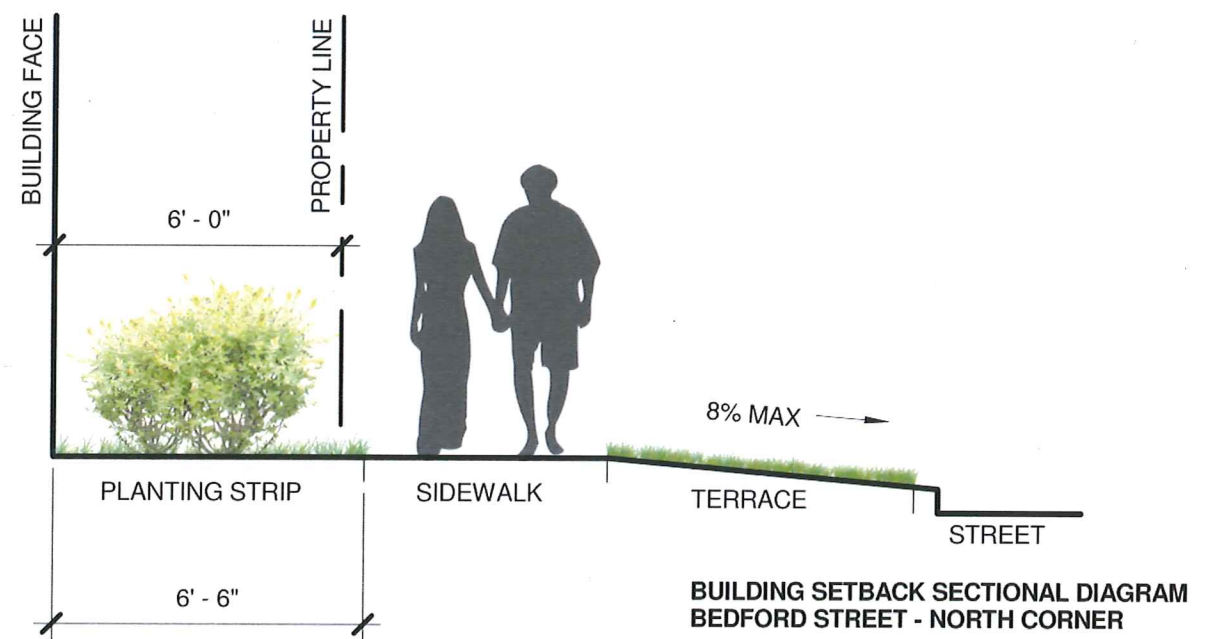 BUILDING FACE
PROPERTY LINE
6' - 0"
8% MAX
PLANTING STRIP
SIDEWALK
TERRACE
STREET
6' - 6"
BUILDING SETBACK SECTIONAL DIAGRAM
BEDFORD STREET - NORTH CORNER